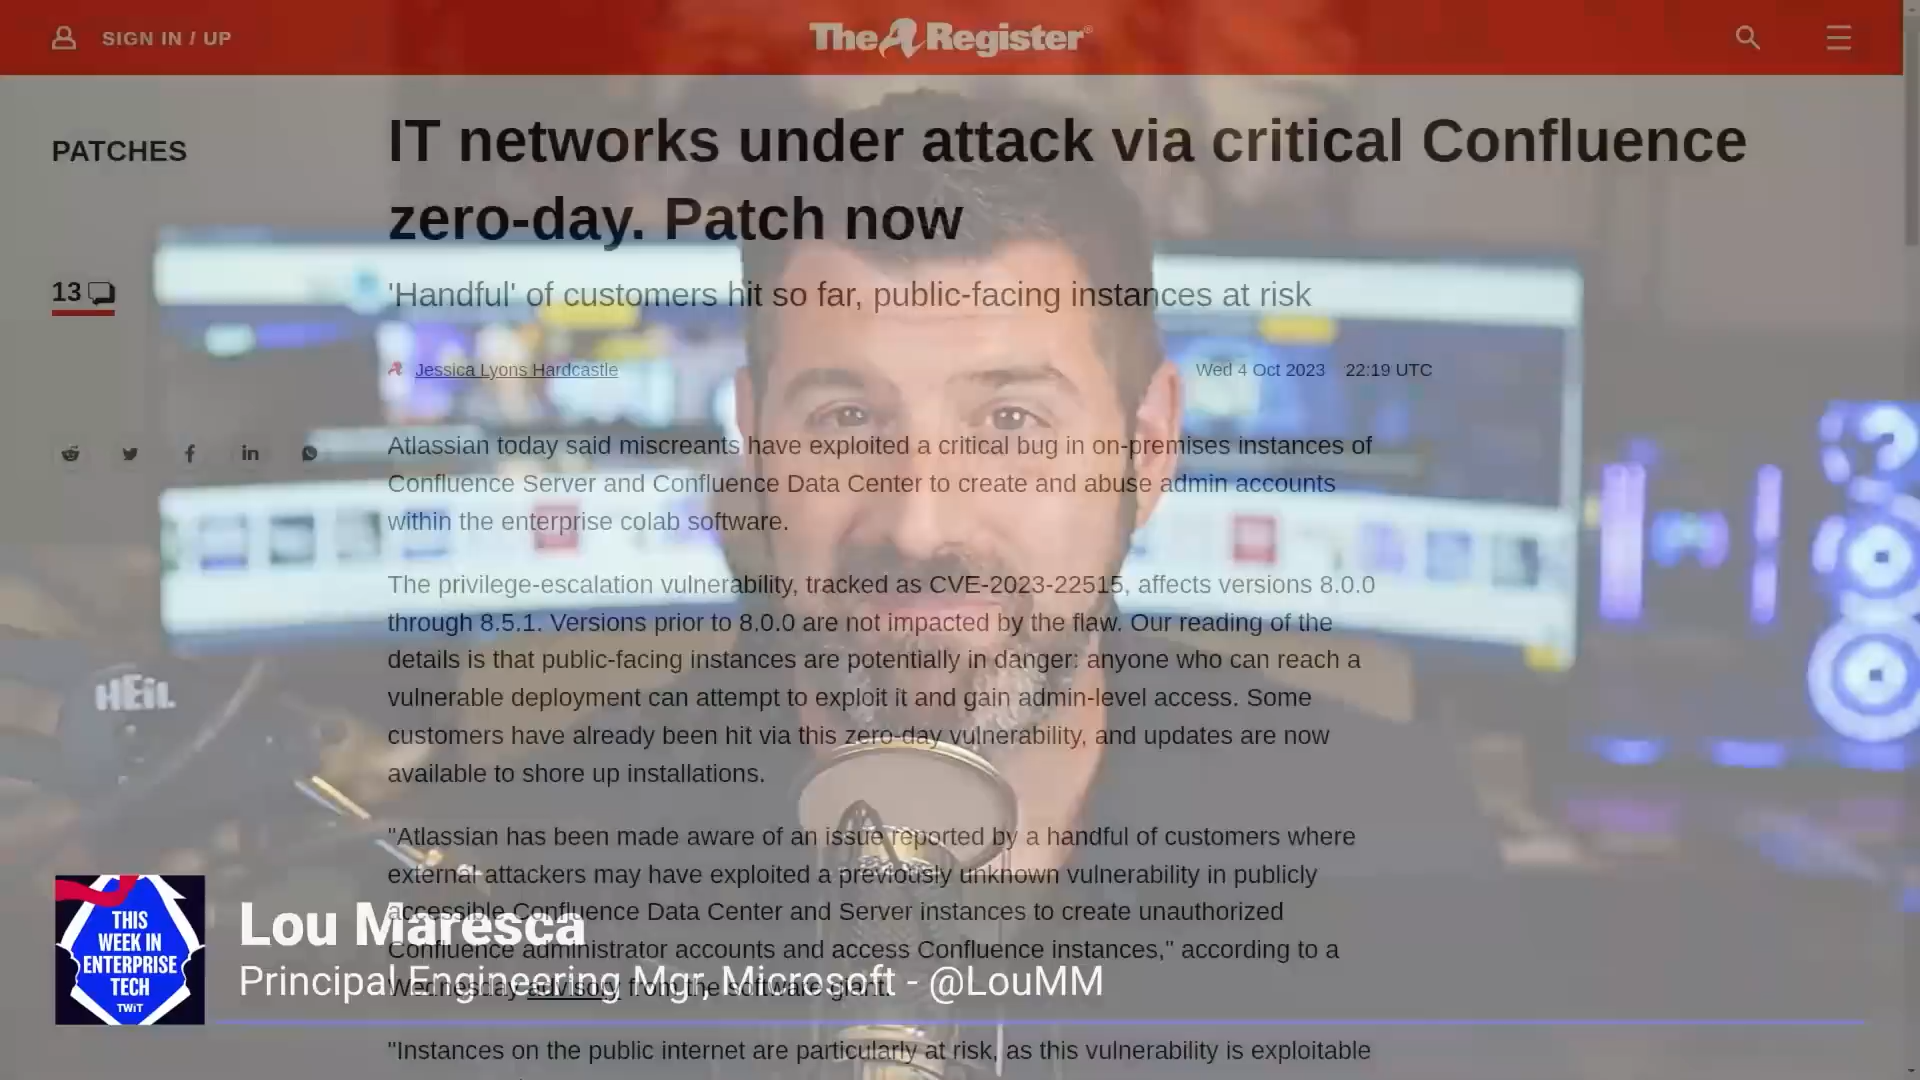 SIGN IN / UP
The Register®
PATCHES
IT networks under attack via critical Confluence
zero-day. Patch now
13
'Handful' of customers hit so far, public-facing instances at risk
Jessica Lyons Hardcastle
Wed 4 Oct 2023 22:19 UTC
Atlassian today said miscreants have exploited a critical bug in on-premises instances of
Confluence Server and Confluence Data Center to create and abuse admin accounts
within the enterprise colab software.
The privilege-escalation vulnerability, tracked as CVE-2023-22515, affects versions 8.0.0
through 8.5.1. Versions prior to 8.0.0 are not impacted by the flaw. Our reading of the
details is that public-facing instances are potentially in danger: anyone who can reach a
vulnerable deployment can attempt to exploit it and gain admin-level access. Some
customers have already been hit via this zero-day vulnerability, and updates are now
available to shore up installations.
"Atlassian has been made aware of an issue reported by a handful of customers where
external attackers may have exploited a previously unknown vulnerability in publicly
accessible Confluence Data Center and Server instances to create unauthorized
Confluence administrator accounts and access Confluence instances," according to a
Wednesday advisory from the software giant.
"Instances on the public internet are particularly at risk, as this vulnerability is exploitable
HEiL
THIS
WEEK IN
ENTERPRISE
TECH
TWiT
Lou Maresca
Principal Engineering Mgr, Microsoft - @LouMM